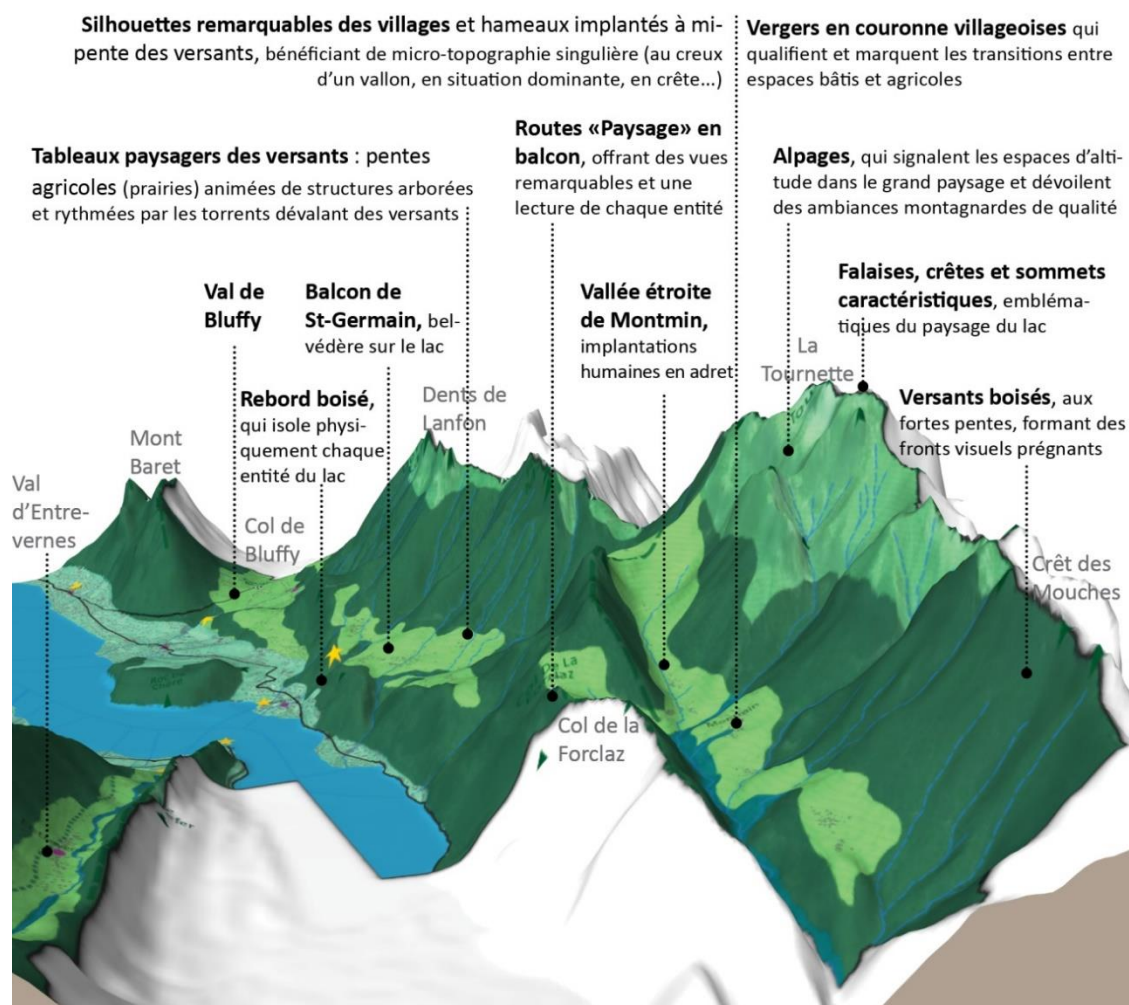 Silhouettes remarquables des villages et hameaux implantés à mi-
pente des versants, bénéficiant de micro-topographie singulière (au creux
d’un vallon, en situation dominante, en crête...)
Vergers en couronne villageoises qui
qualifient et marquent les transitions entre
espaces bâtis et agricoles
Tableaux paysagers des versants : pentes
agricoles (prairies) animées de structures arborées
et rythmées par les torrents dévalant des versants
Routes «Paysage» en
balcon, offrant des vues
remarquables et une
lecture de chaque entité
Alpages, qui signalent les espaces d’alti-
tude dans le grand paysage et dévoilent
des ambiances montagnardes de qualité
Val de
Bluffy
Balcon de
St-Germain, bel-
védère sur le lac
Vallée étroite
de Montmin,
implantations
humaines en adret
Falaises, crêtes et sommets
caractéristiques, embléma-
tiques du paysage du lac
La
Tournette
Rebord boisé,
qui isole physi-
quement chaque
entité du lac
Dents de
Lanfon
Versants boisés, aux
fortes pentes, formant des
fronts visuels prégnants
Mont
Baret
Val
d’Entre-
vernes
Col de
Bluffy
Crêt des
Mouches
Col de la
Forclaz